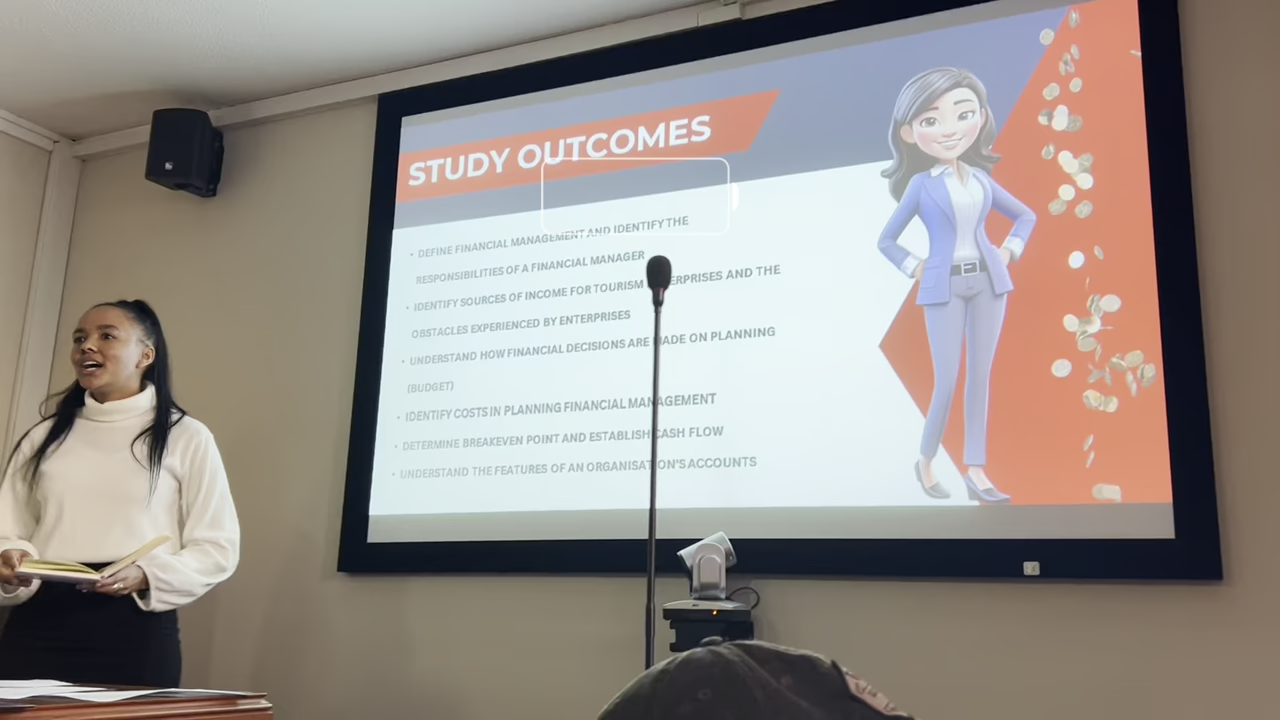 STUDY OUTCOMES
• DEFINE FINANCIAL MANAGEMENT AND IDENTIFY THE
RESPONSIBILITIES OF A FINANCIAL MANAGER
• IDENTIFY SOURCES OF INCOME FOR TOURISM ENTERPRISES AND THE
OBSTACLES EXPERIENCED BY ENTERPRISES
• UNDERSTAND HOW FINANCIAL DECISIONS ARE MADE ON PLANNING
(BUDGET)
• IDENTIFY COSTS IN PLANNING FINANCIAL MANAGEMENT
• DETERMINE BREAKEVEN POINT AND ESTABLISH CASH FLOW
• UNDERSTAND THE FEATURES OF AN ORGANISATION'S ACCOUNTS